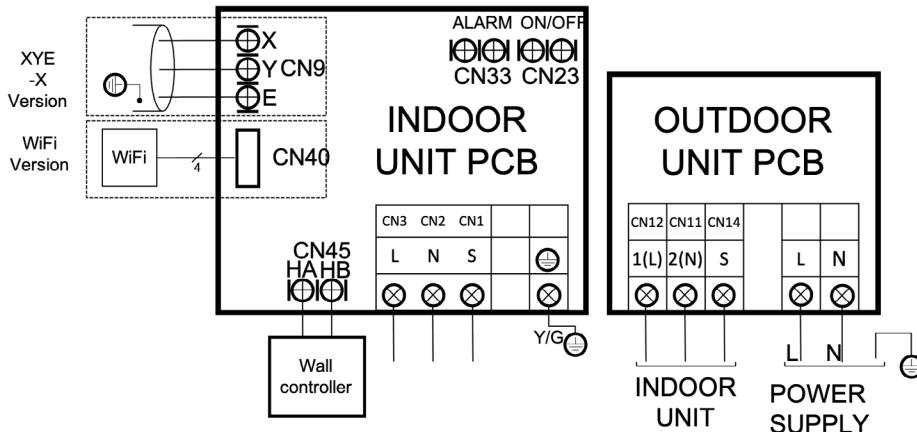 XYE
-X
Version
X
Y CN9
E
WiFi
Version
WiFi
4
CN40
ALARM ON/OFF
CN33 CN23
INDOOR
UNIT PCB
CN3 CN2 CN1
L N S
CN45
HA HB
Y/G
Wall
controller
OUTDOOR
UNIT PCB
CN12 CN11 CN14
1(L) 2(N) S L N
L N
INDOOR
UNIT
POWER
SUPPLY